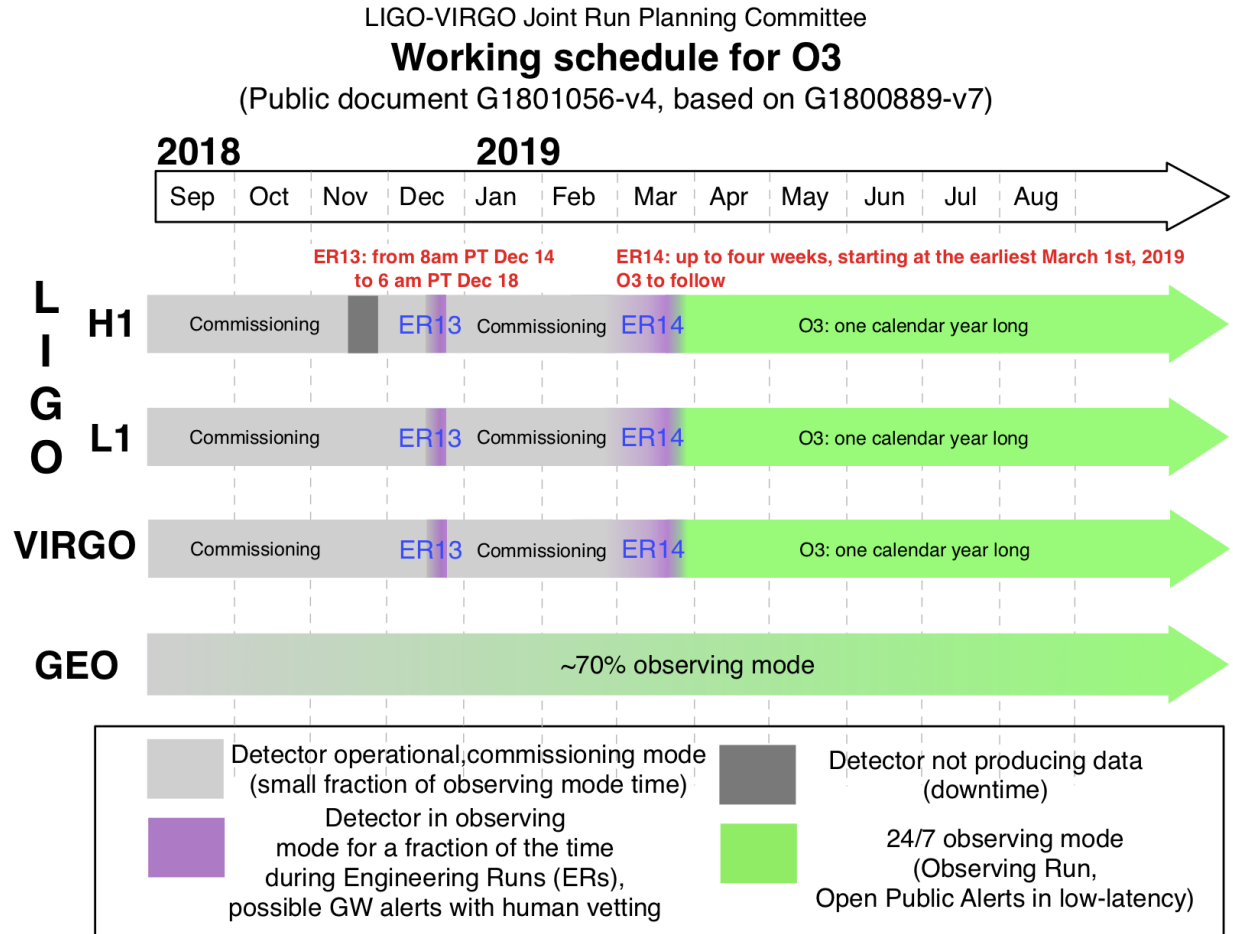 LIGO-VIRGO Joint Run Planning Committee
Working schedule for O3
(Public document G1801056-v4, based on G1800889-v7)
2018 2019
Sep Oct Nov Dec Jan Feb Mar Apr May Jun Jul Aug
ER13: from 8am PT Dec 14
to 6 am PT Dec 18
ER14: up to four weeks, starting at the earliest March 1st, 2019
O3 to follow
LIGO
H1 Commissioning ER13 Commissioning ER14 O3: one calendar year long
L1 Commissioning ER13 Commissioning ER14 O3: one calendar year long
VIRGO Commissioning ER13 Commissioning ER14 O3: one calendar year long
GEO ~70% observing mode
Detector operational,commissioning mode
(small fraction of observing mode time)
Detector not producing data
(downtime)
Detector in observing
mode for a fraction of the time
during Engineering Runs (ERs),
possible GW alerts with human vetting
24/7 observing mode
(Observing Run,
Open Public Alerts in low-latency)